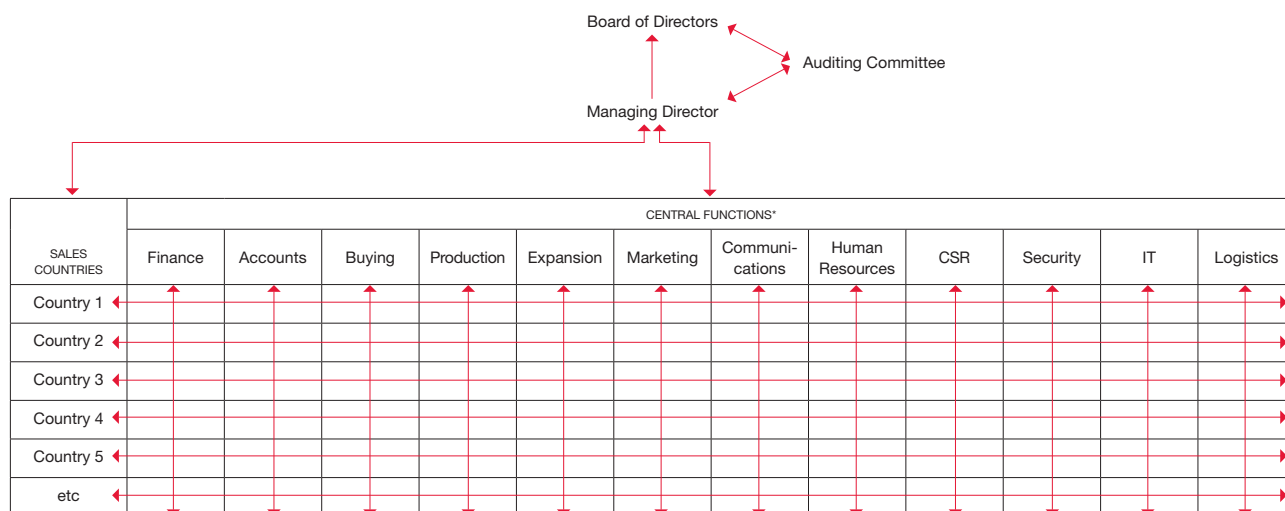 Board of Directors
Auditing Committee
Managing Director
CENTRAL FUNCTIONS*
SALES
COUNTRIES
Finance
Accounts
Buying
Production
Expansion
Marketing
Communi-
cations
Human
Resources
CSR
Security
IT
Logistics
Country 1
Country 2
Country 3
Country 4
Country 5
etc